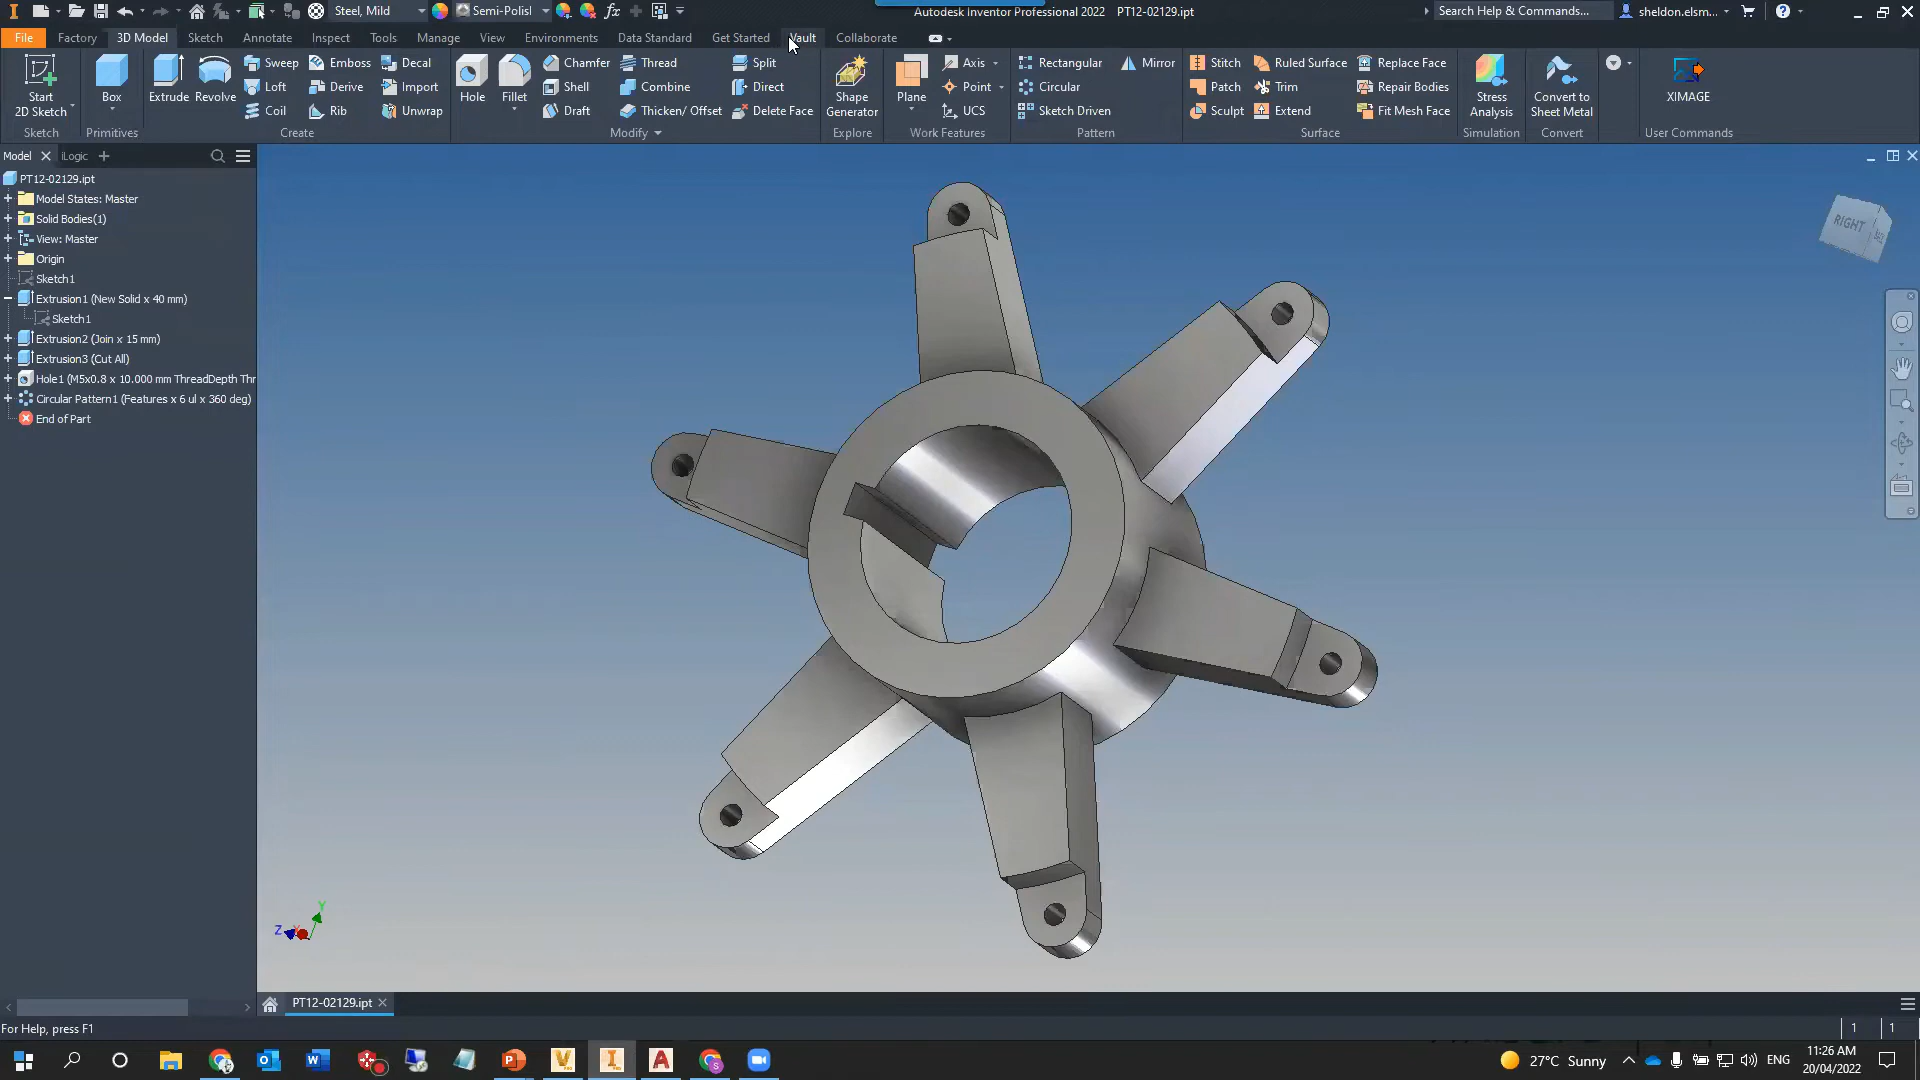 Steel, Mild
Semi-Polisl
fx
Autodesk Inventor Professional 2022 PT12-02129.ipt
Search Help & Commands...
sheldon.elsm...
File Factory 3D Model Sketch Annotate Inspect Tools Manage View Environments Data Standard Get Started Vault Collaborate
Start
2D Sketch
Sketch
Box
Primitives
Extrude
Revolve
Sweep
Loft
Coil
Emboss
Derive
Rib
Decal
Import
Unwrap
Create
Hole
Fillet
Chamfer
Shell
Draft
Thread
Combine
Thicken/ Offset
Split
Direct
Delete Face
Modify
Shape
Generator
Explore
Plane
Axis
Point
UCS
Work Features
Rectangular
Circular
Sketch Driven
Mirror
Pattern
Stitch
Patch
Sculpt
Ruled Surface
Trim
Extend
Replace Face
Repair Bodies
Fit Mesh Face
Surface
Stress
Analysis
Simulation
Convert to
Sheet Metal
Convert
XIMAGE
User Commands
Model iLogic
PT12-02129.ipt
Model States: Master
Solid Bodies(1)
View: Master
Origin
Sketch1
Extrusion1 (New Solid x 40 mm)
Sketch1
Extrusion2 (Join x 15 mm)
Extrusion3 (Cut All)
Hole1 (M5x0.8 x 10.000 mm ThreadDepth Thr
Circular Pattern1 (Features x 6 ul x 360 deg)
End of Part
RIGHT
Y
Z
PT12-02129.ipt
For Help, press F1
1 1
27°C Sunny
ENG
11:26 AM
20/04/2022